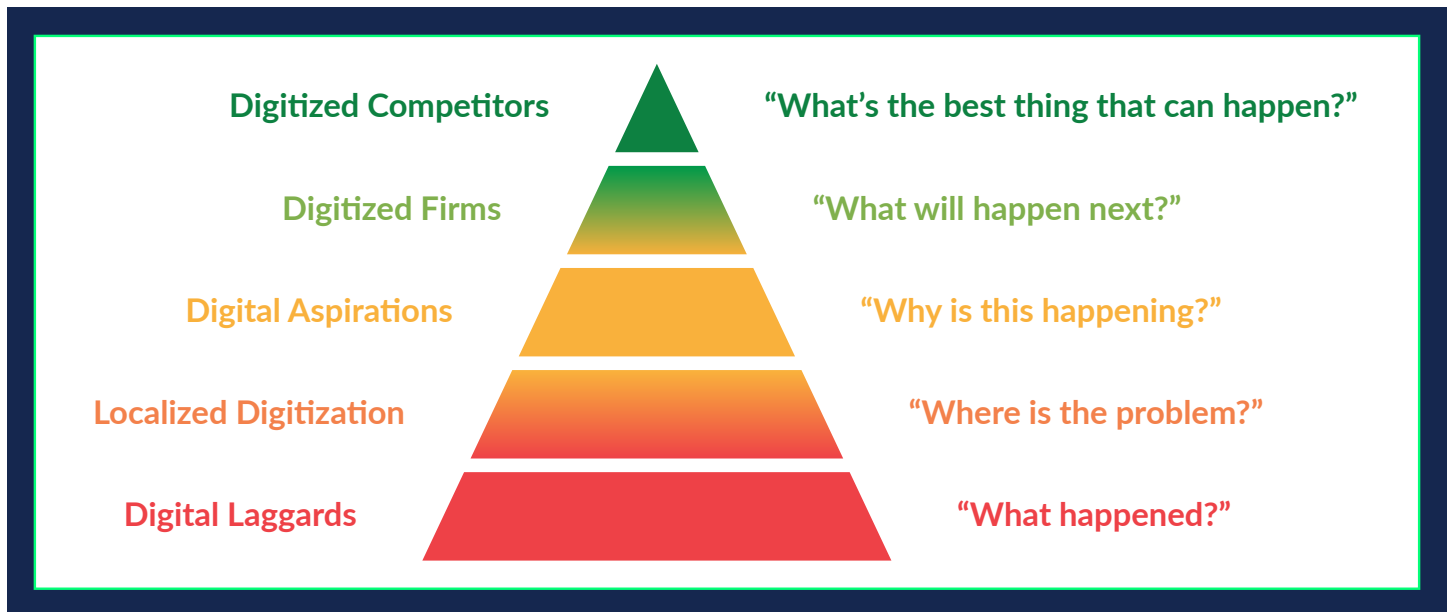 Digitized Competitors “What’s the best thing that can happen?”
Digitized Firms “What will happen next?”
Digital Aspirations “Why is this happening?”
Localized Digitization “Where is the problem?”
Digital Laggards “What happened?”